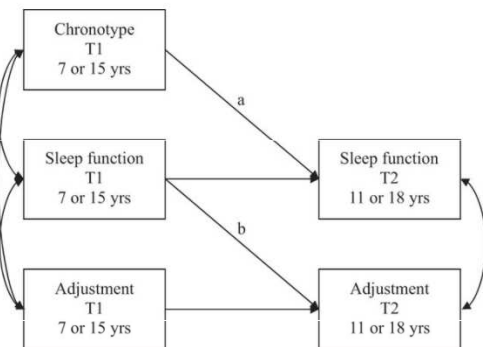 Chronotype
T1
7 or 15 yrs
a
Sleep function
T1
7 or 15 yrs
Sleep function
T2
11 or 18 yrs
b
Adjustment
T1
7 or 15 yrs
Adjustment
T2
11 or 18 yrs